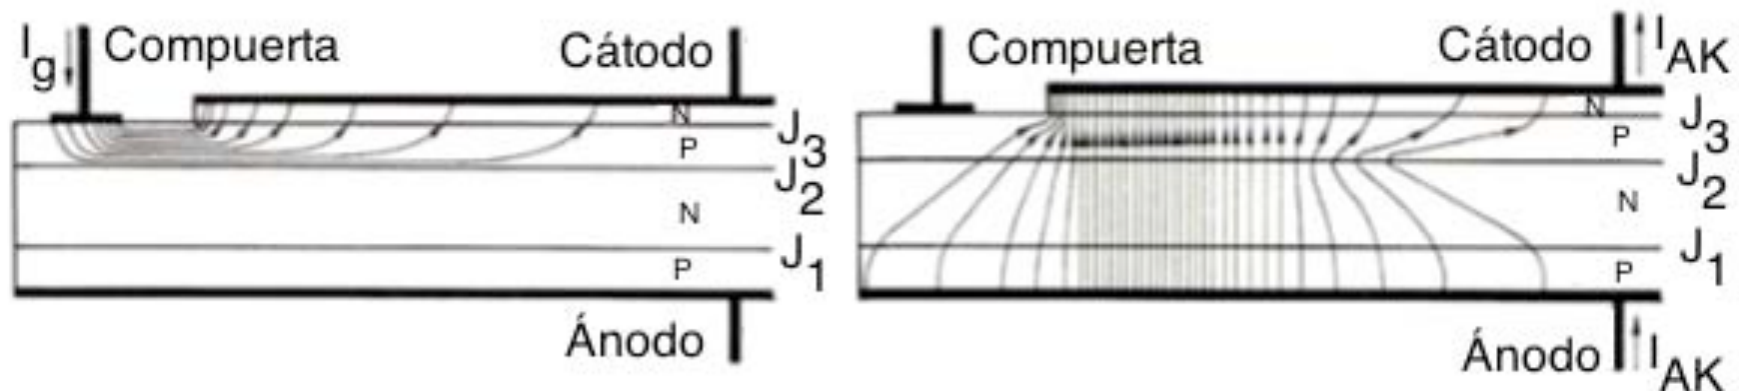 Ig Compuerta Cátodo
N
J3
P
J2
N
J1
P
Ánodo
Compuerta Cátodo IAK
N
J3
P
J2
N
J1
P
Ánodo IAK